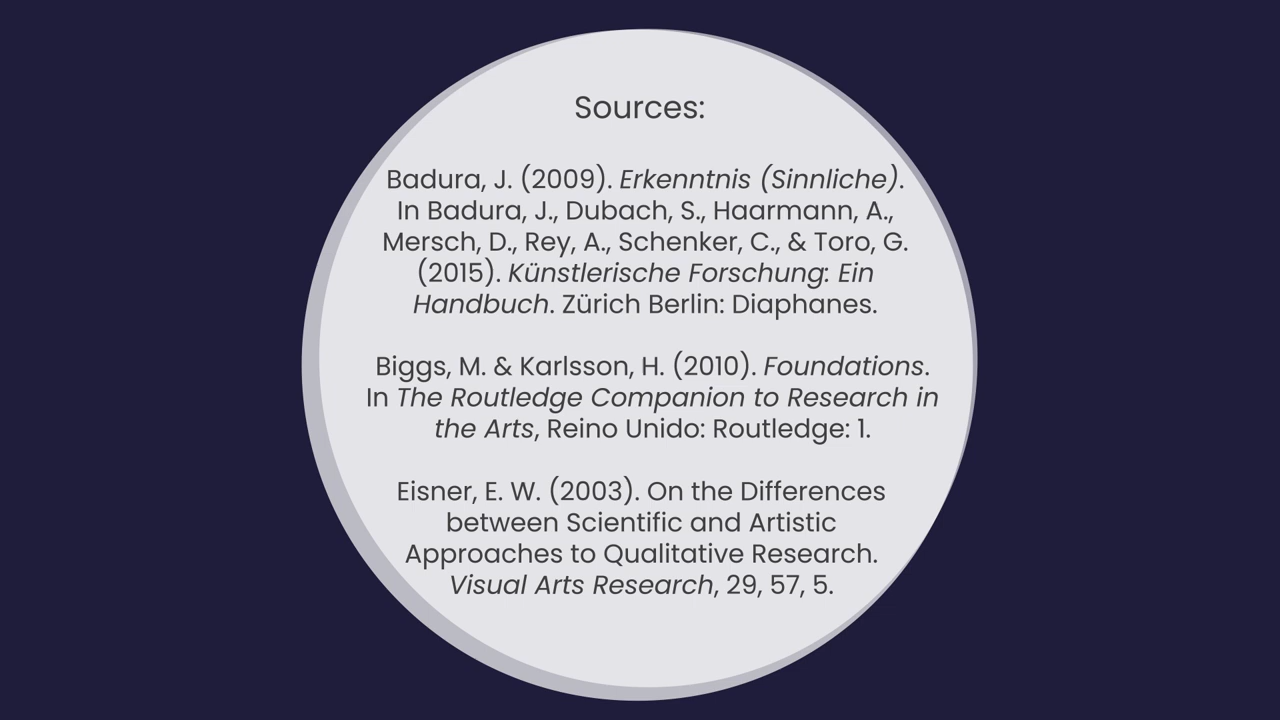 Sources:
Badura, J. (2009). Erkenntnis (Sinnliche).
In Badura, J., Dubach, S., Haarmann, A.,
Mersch, D., Rey, A., Schenker, C., & Toro, G.
(2015). Künstlerische Forschung: Ein
Handbuch. Zürich Berlin: Diaphanes.
Biggs, M. & Karlsson, H. (2010). Foundations.
In The Routledge Companion to Research in
the Arts, Reino Unido: Routledge: 1.
Eisner, E. W. (2003). On the Differences
between Scientific and Artistic
Approaches to Qualitative Research.
Visual Arts Research, 29, 57, 5.